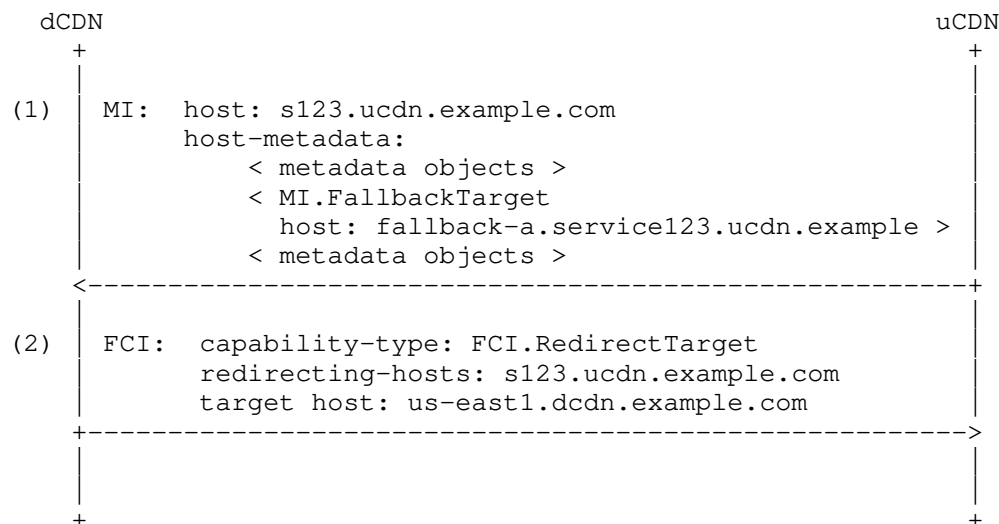 dCDN uCDN
(1) MI: host: s123.ucdn.example.com
host-metadata:
< metadata objects >
< MI.FallbackTarget
host: fallback-a.service123.ucdn.example >
< metadata objects >
(2) FCI: capability-type: FCI.RedirectTarget
redirecting-hosts: s123.ucdn.example.com
target host: us-east1.dcdn.example.com